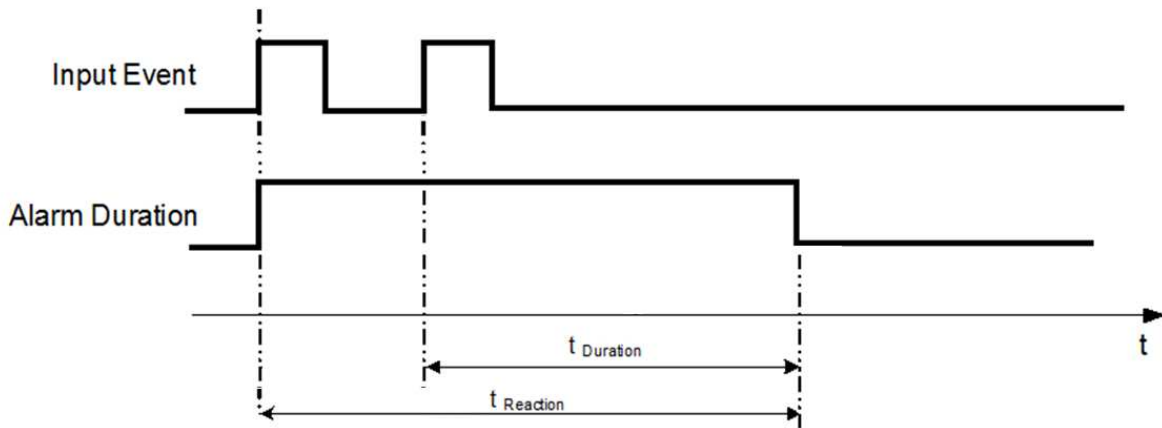 Input Event
Alarm Duration
t
t Duration
t Reaction